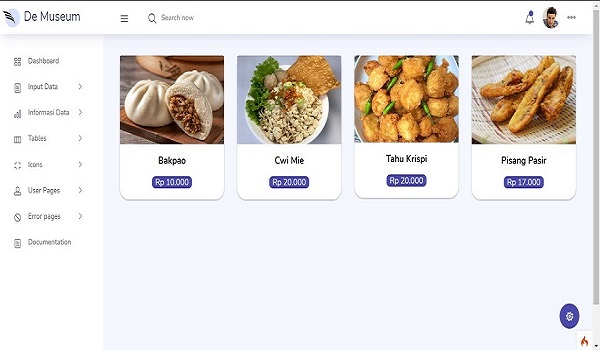 De Museum
Search now
Dashboard
Input Data
Informasi Data
Tables
Icons
User Pages
Error pages
Documentation
Bakpao
Rp 10.000
Cwi Mie
Rp 20.000
Tahu Krispi
Rp 20.000
Pisang Pasir
Rp 17.000